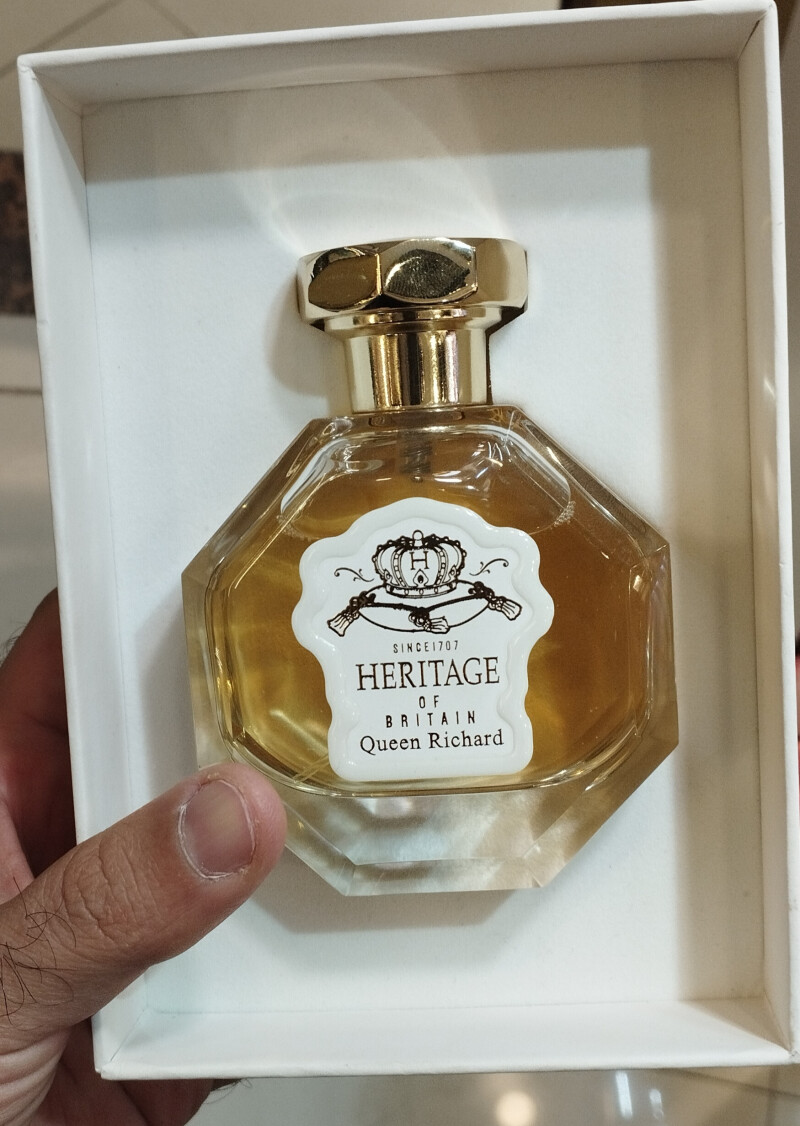 H
SINCE1707
HERITAGE
OF
BRITAIN
Queen Richard